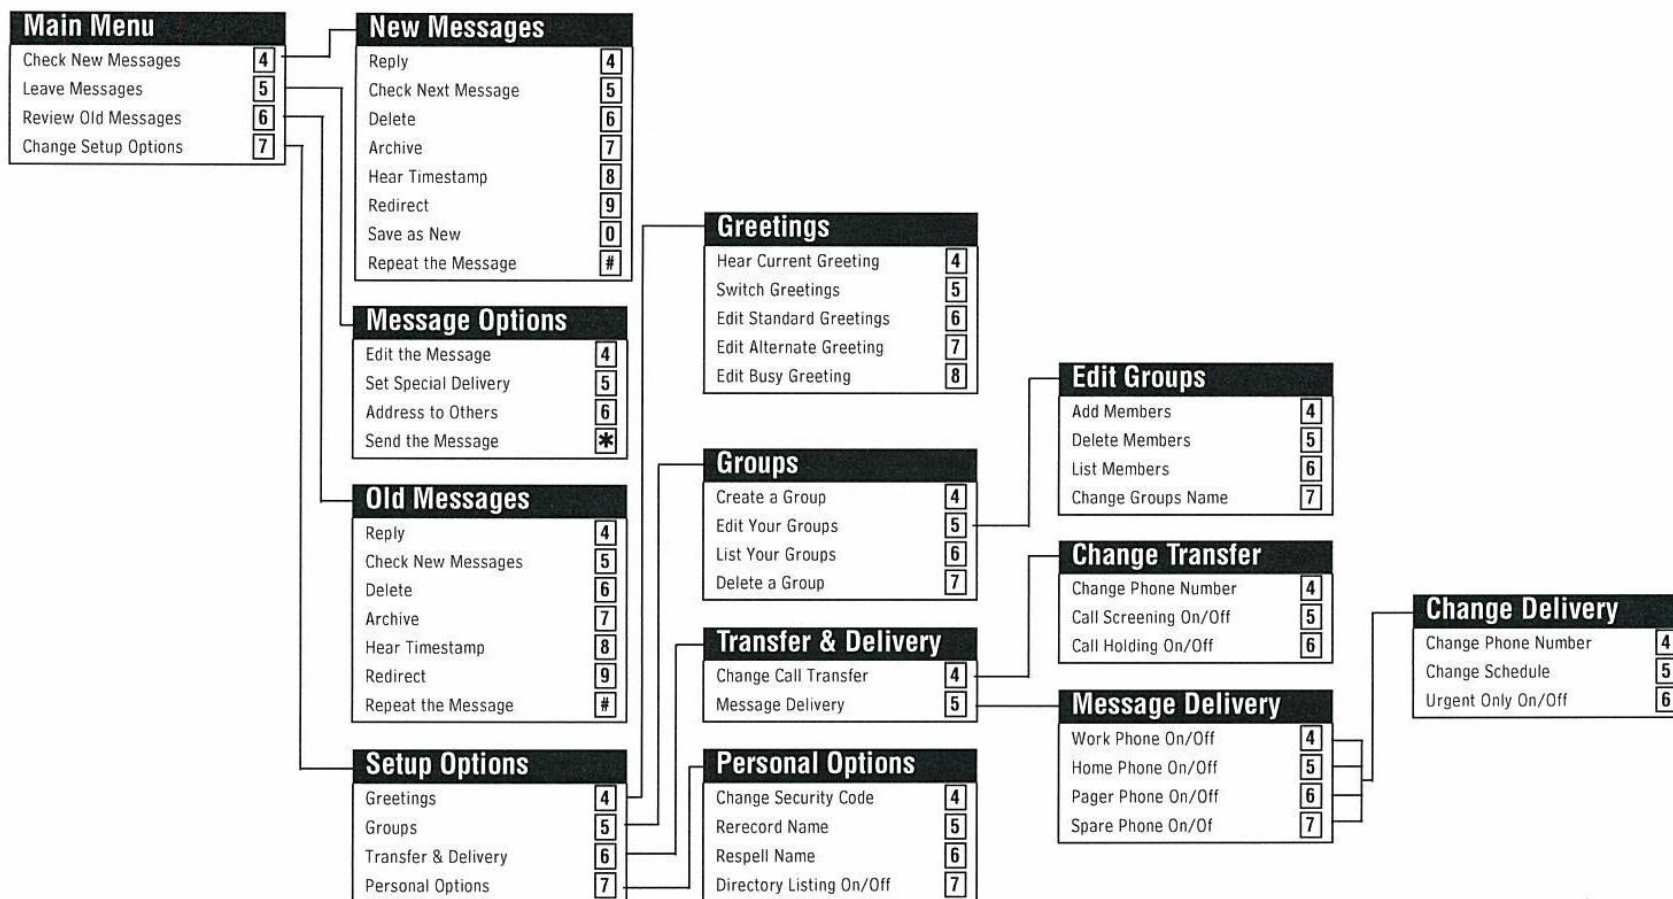 Main Menu
Check New Messages 4
Leave Messages 5
Review Old Messages 6
Change Setup Options 7
New Messages
Reply 4
Check Next Message 5
Delete 6
Archive 7
Hear Timestamp 8
Redirect 9
Save as New 0
Repeat the Message #
Message Options
Edit the Message 4
Set Special Delivery 5
Address to Others 6
Send the Message *
Old Messages
Reply 4
Check New Messages 5
Delete 6
Archive 7
Hear Timestamp 8
Redirect 9
Repeat the Message #
Setup Options
Greetings 4
Groups 5
Transfer & Delivery 6
Personal Options 7
Greetings
Hear Current Greeting 4
Switch Greetings 5
Edit Standard Greetings 6
Edit Alternate Greeting 7
Edit Busy Greeting 8
Groups
Create a Group 4
Edit Your Groups 5
List Your Groups 6
Delete a Group 7
Transfer & Delivery
Change Call Transfer 4
Message Delivery 5
Personal Options
Change Security Code 4
Rerecord Name 5
Respell Name 6
Directory Listing On/Off 7
Edit Groups
Add Members 4
Delete Members 5
List Members 6
Change Groups Name 7
Change Transfer
Change Phone Number 4
Call Screening On/Off 5
Call Holding On/Off 6
Message Delivery
Work Phone On/Off 4
Home Phone On/Off 5
Pager Phone On/Off 6
Spare Phone On/Of 7
Change Delivery
Change Phone Number 4
Change Schedule 5
Urgent Only On/Off 6